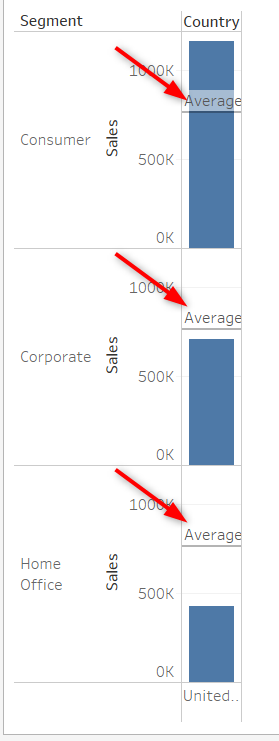 Segment Country
1000K
Average
Consumer
Sales
500K
0K
1000K
Average
Corporate
Sales
500K
0K
1000K
Average
Home
Office
Sales
500K
0K
United..